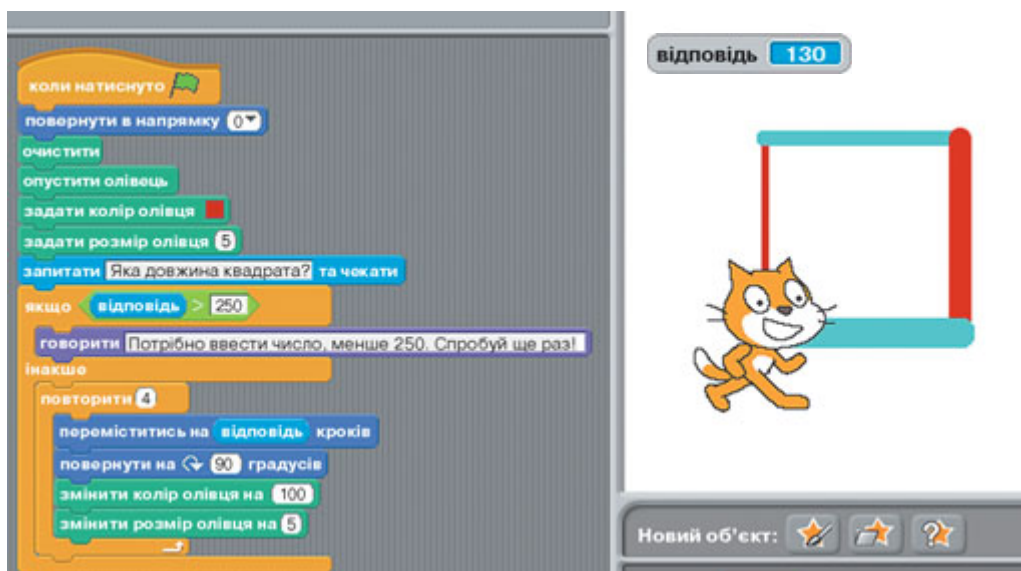 коли натиснуто
повернути в напрямку 0
очистити
опустити олівець
задати колір олівця
задати розмір олівця 5
запитати Яка довжина квадрата? та чекати
якщо відповідь > 250
говорити Потрібно ввести число, менше 250. Спробуй ще раз!
інакше
повторити 4
переміститись на відповідь кроків
повернути на 90 градусів
змінити колір олівця на 100
змінити розмір олівця на 5
відповідь 130
Новий об'єкт: